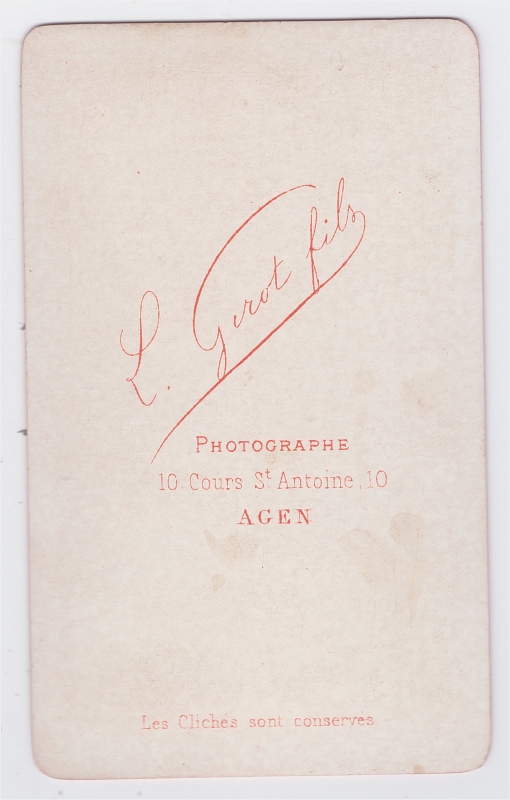 L. Gerot fils
PHOTOGRAPHE
10 Cours St Antoine, 10
AGEN
Les Clichés sont conservés